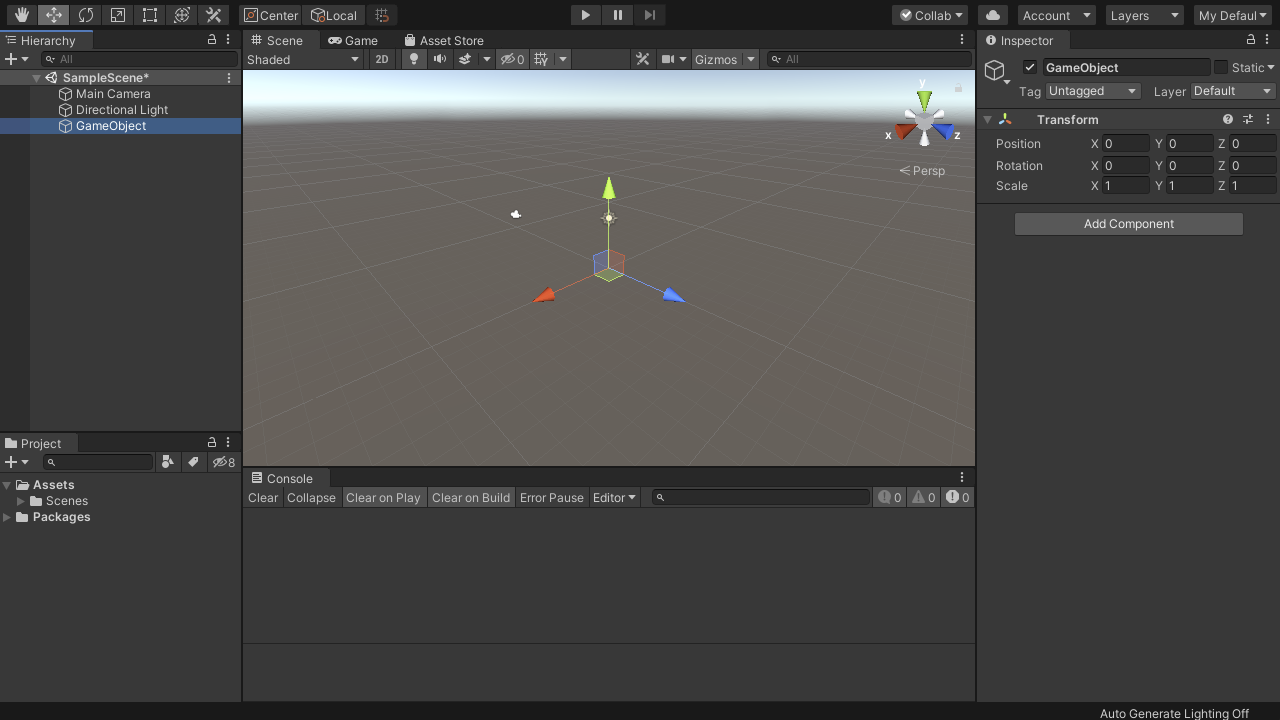 Center Local Collab Account Layers My Defaul
Hierarchy
All
SampleScene*
Main Camera
Directional Light
GameObject
Scene Game Asset Store
Shaded 2D 0 Gizmos All
y
x z
Persp
Inspector
GameObject Static
Tag Untagged Layer Default
Transform
Position X 0 Y 0 Z 0
Rotation X 0 Y 0 Z 0
Scale X 1 Y 1 Z 1
Add Component
Project
8
Assets
Scenes
Packages
Console
Clear Collapse Clear on Play Clear on Build Error Pause Editor 0 0 0
Auto Generate Lighting Off